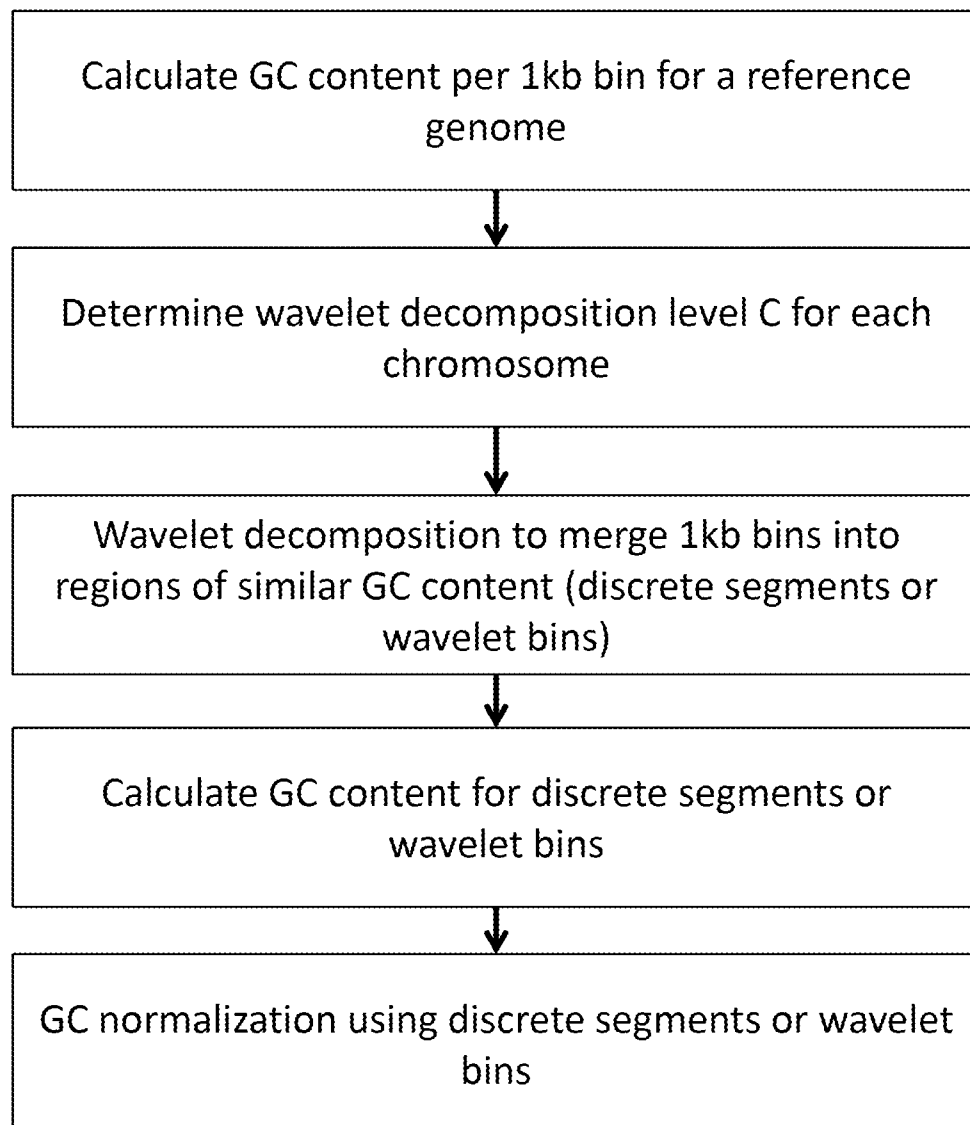 Calculate GC content per 1kb bin for a reference
genome
Determine wavelet decomposition level C for each
chromosome
Wavelet decomposition to merge 1kb bins into
regions of similar GC content (discrete segments or
wavelet bins)
Calculate GC content for discrete segments or
wavelet bins
GC normalization using discrete segments or wavelet
bins